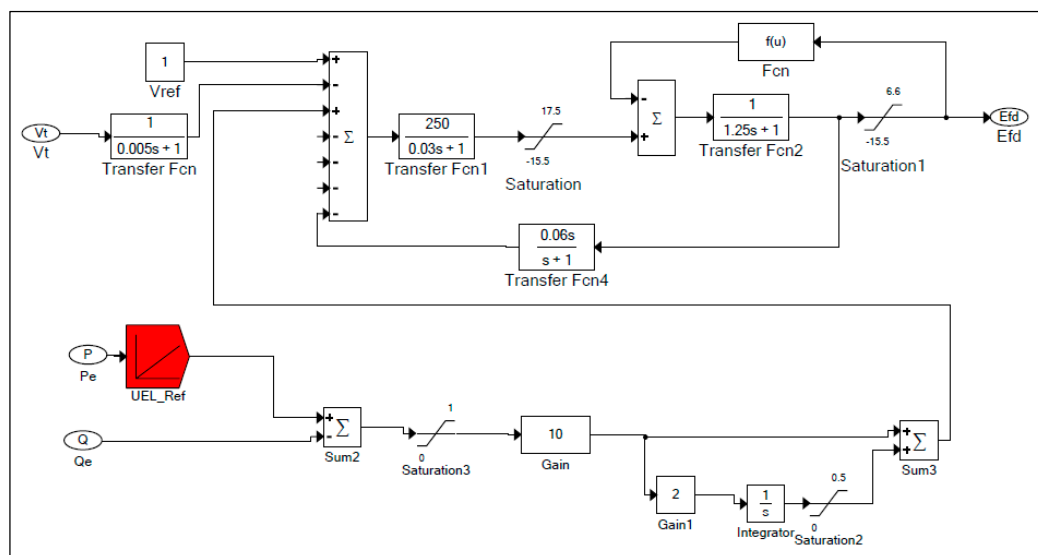 1
Vref
f(u)
Fcn
Vt
Vt
1
0.005s + 1
Transfer Fcn
+
-
+
-
-
-
-
Σ
250
0.03s + 1
Transfer Fcn1
17.5
-15.5
Saturation
-
+
Σ
1
1.25s + 1
Transfer Fcn2
6.6
-15.5
Saturation1
Efd
Efd
0.06s
s + 1
Transfer Fcn4
P
Pe
UEL_Ref
Q
Qe
+
-
Σ
Sum2
1
0
Saturation3
10
Gain
2
Gain1
1
s
Integrator
0.5
0
Saturation2
+
+
Σ
Sum3